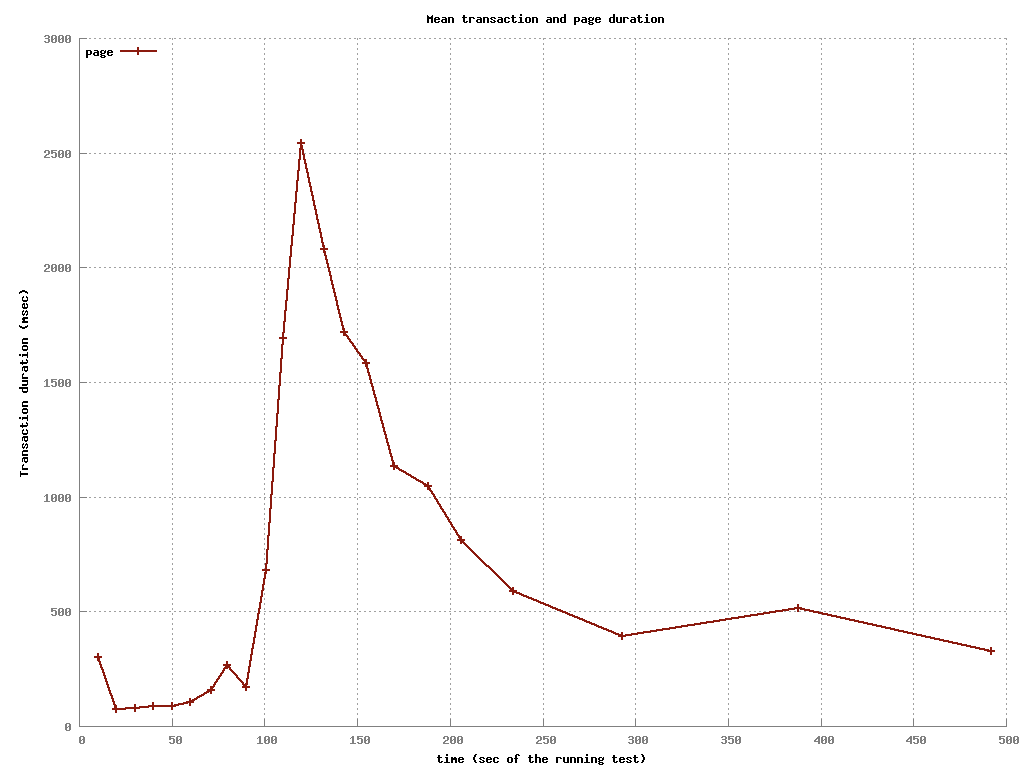 Mean transaction and page duration
page
3000
2500
2000
1500
1000
500
0
Transaction duration (msec)
0 50 100 150 200 250 300 350 400 450 500
time (sec of the running test)